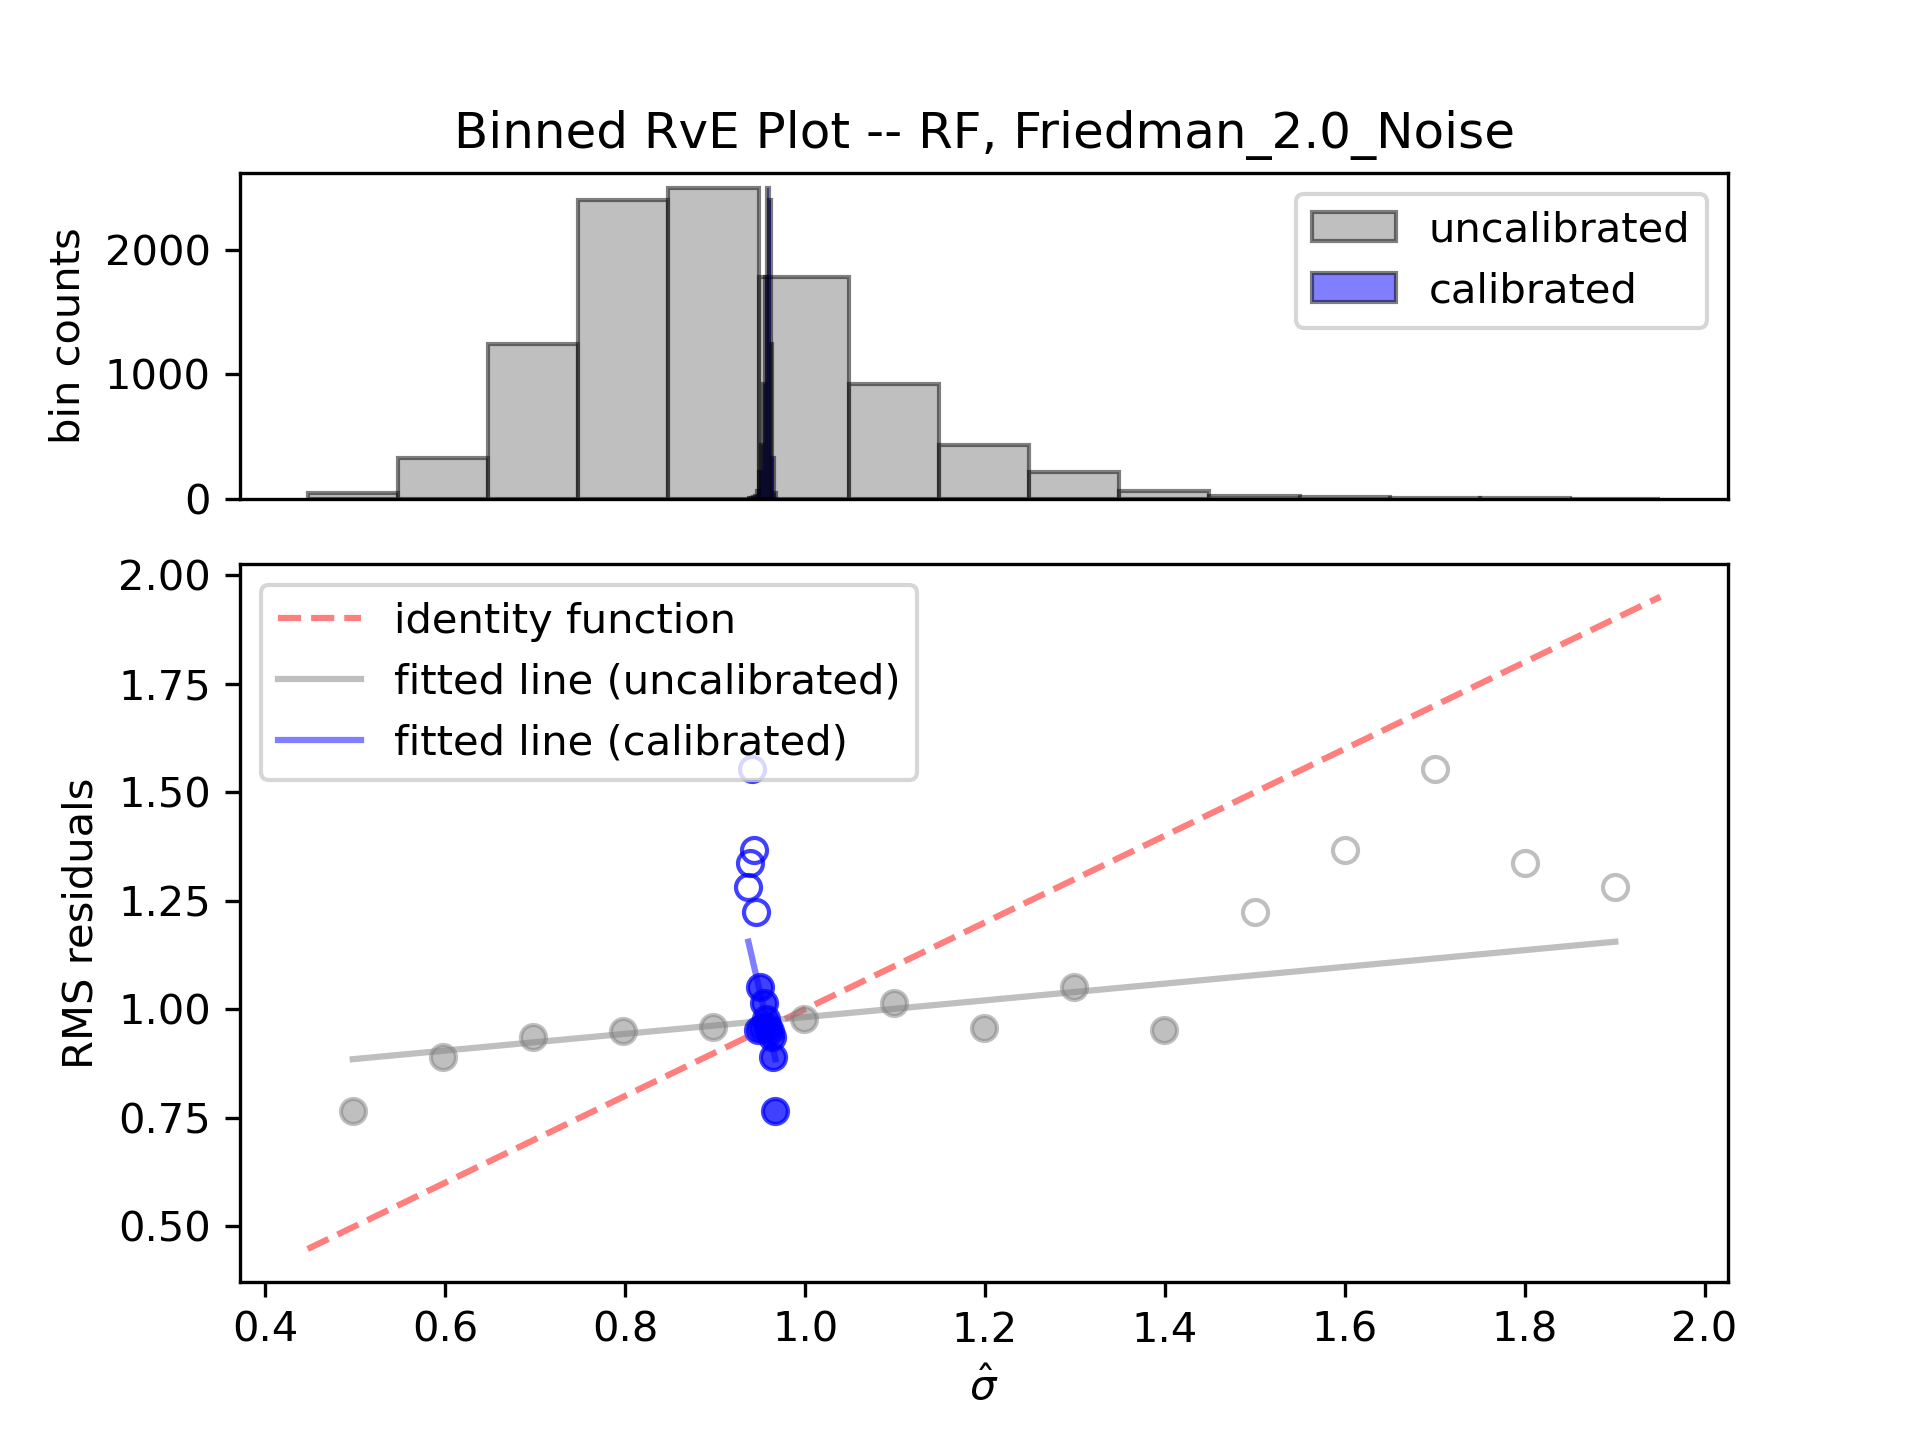 Binned RvE Plot -- RF, Friedman_2.0_Noise
bin counts
2000
1000
0
uncalibrated
calibrated
RMS residuals
2.00
1.75
1.50
1.25
1.00
0.75
0.50
identity function
fitted line (uncalibrated)
fitted line (calibrated)
0.4 0.6 0.8 1.0 1.2 1.4 1.6 1.8 2.0
σ̂